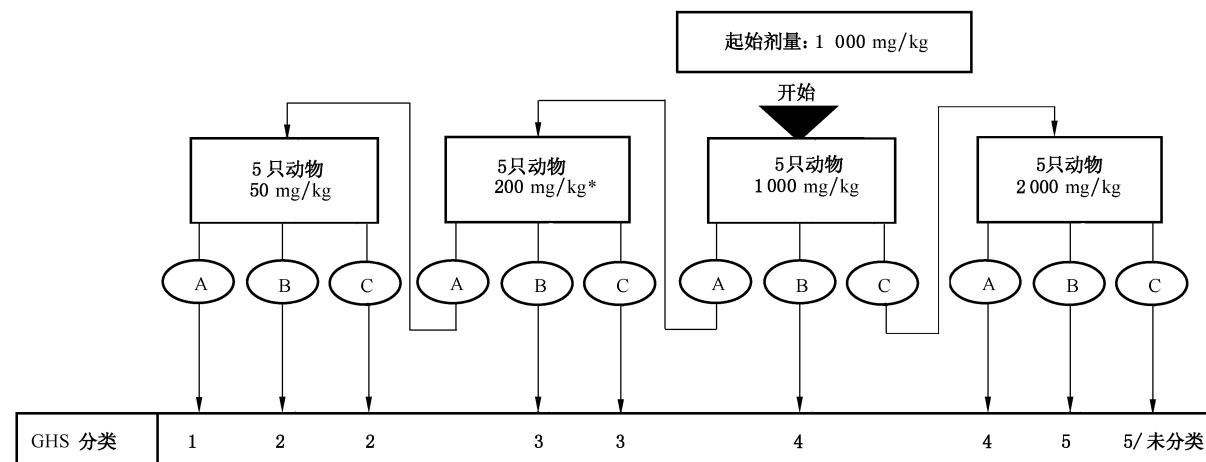 起始剂量: 1 000 mg/kg
开始
5 只动物
50 mg/kg
5只动物
200 mg/kg*
5只动物
1 000 mg/kg
5只动物
2 000 mg/kg
A B C A B C A B C A B C
GHS 分类 1 2 2 3 3 4 4 5 5/ 未分类